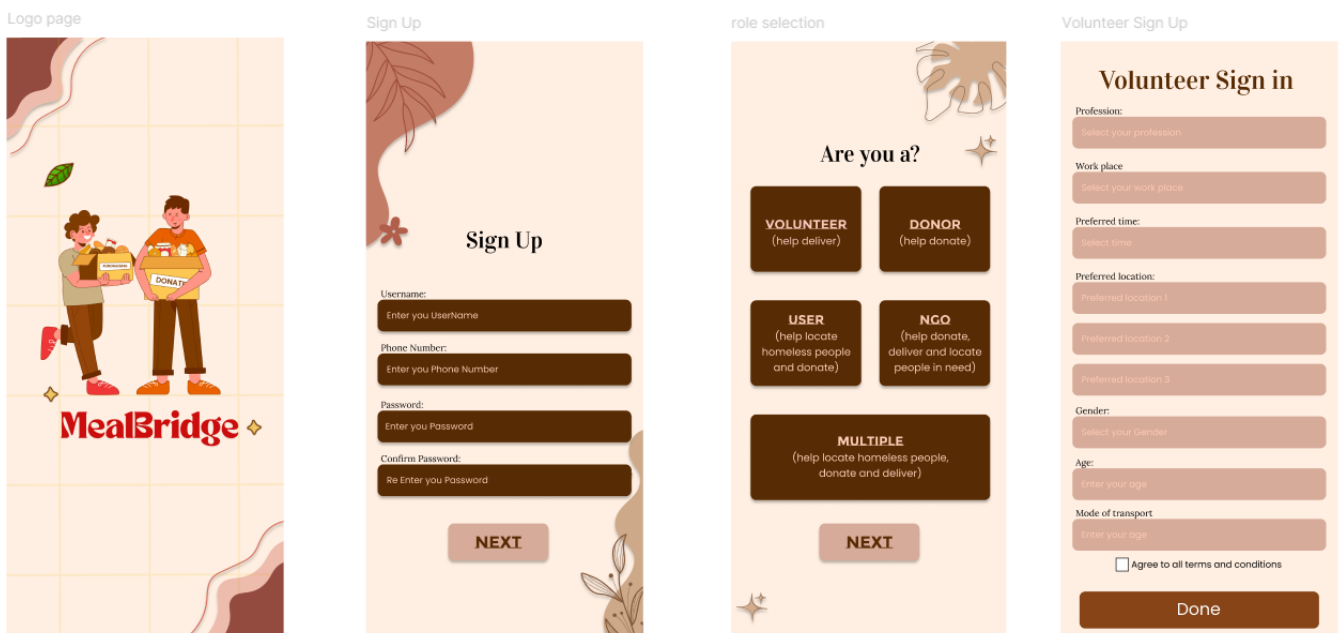 Logo page
DONATE
MealBridge
Sign Up
Sign Up
Username:
Enter you UserName
Phone Number:
Enter you Phone Number
Password:
Enter you Password
Confirm Password:
Re Enter you Password
NEXT
role selection
Are you a?
VOLUNTEER
(help deliver)
DONOR
(help donate)
USER
(help locate
homeless people
and donate)
NGO
(help donate,
deliver and locate
people in need)
MULTIPLE
(help locate homeless people,
donate and deliver)
NEXT
Volunteer Sign Up
Volunteer Sign in
Profession:
Select your profession
Work place
Select your work place
Preferred time:
Select time
Preferred location:
Preferred location 1
Preferred location 2
Preferred location 3
Gender:
Select your Gender
Age:
Enter your age
Mode of transport
Enter your age
Agree to all terms and conditions
Done